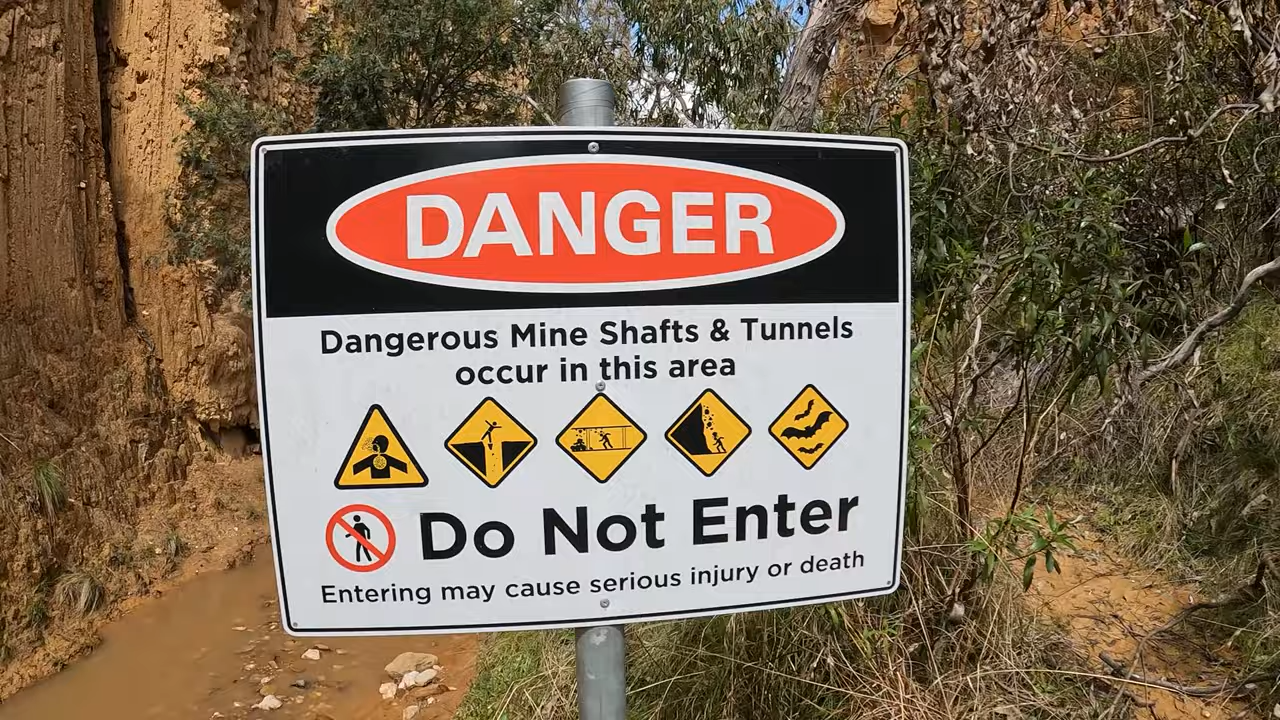 DANGER
Dangerous Mine Shafts & Tunnels
occur in this area
Do Not Enter
Entering may cause serious injury or death